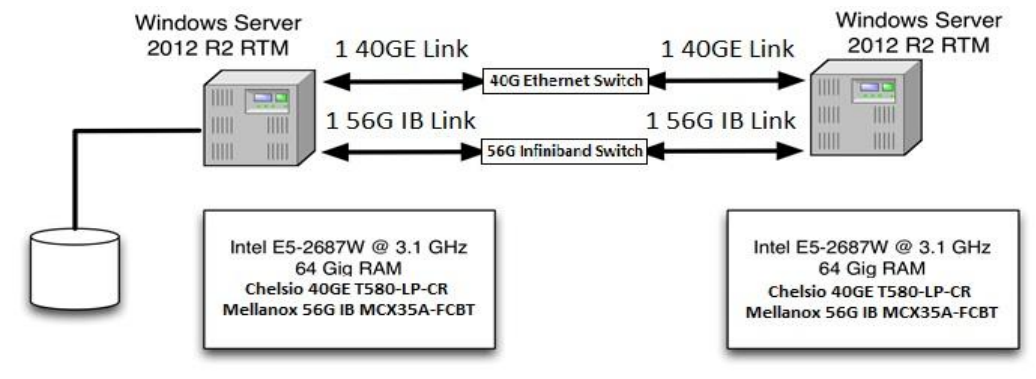 Windows Server
2012 R2 RTM
Windows Server
2012 R2 RTM
1 40GE Link
1 40GE Link
40G Ethernet Switch
1 56G IB Link
1 56G IB Link
56G Infiniband Switch
Intel E5-2687W @ 3.1 GHz
64 Gig RAM
Chelsio 40GE T580-LP-CR
Mellanox 56G IB MCX35A-FCBT
Intel E5-2687W @ 3.1 GHz
64 Gig RAM
Chelsio 40GE T580-LP-CR
Mellanox 56G IB MCX35A-FCBT